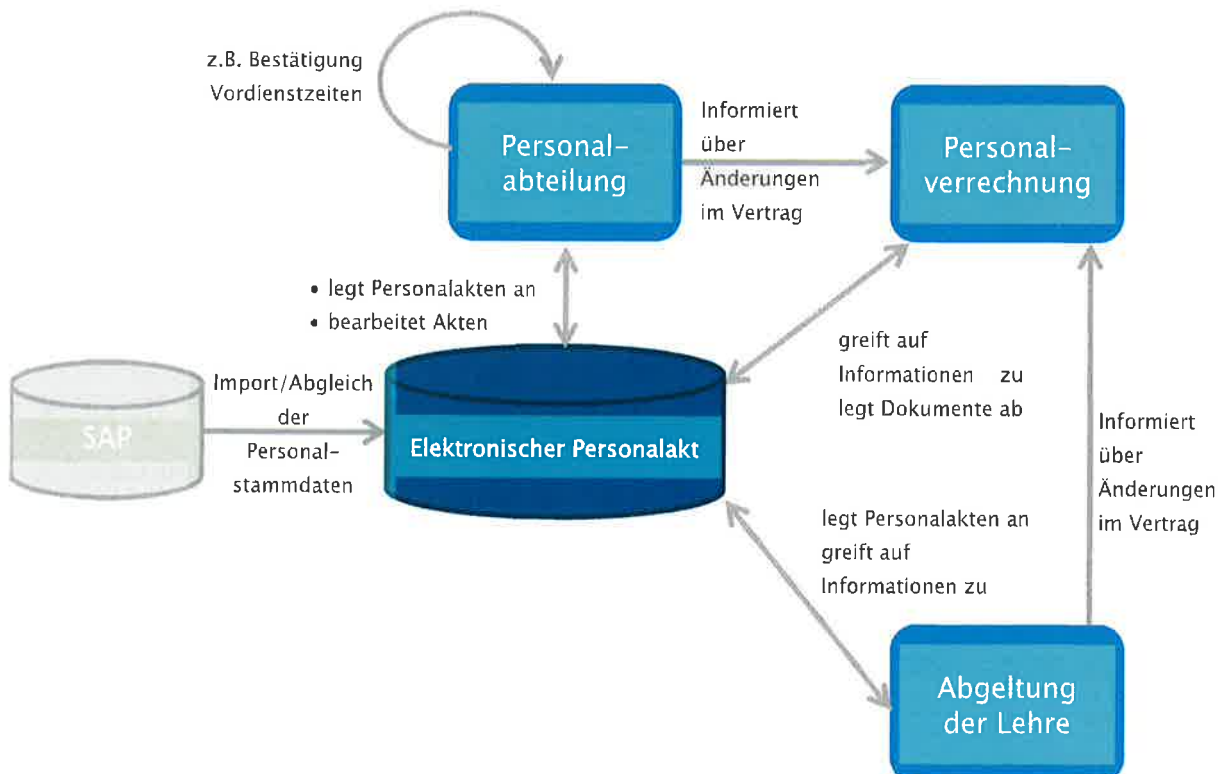 z.B. Bestätigung
Vordienstzeiten
Personal-
abteilung
Informiert
über
Änderungen
im Vertrag
Personal-
verrechnung
• legt Personalakten an
• bearbeitet Akten
SAP
Import/Abgleich
der
Personal-
stammdaten
Elektronischer Personalakt
greift auf
Informationen zu
legt Dokumente ab
Informiert
über
Änderungen
im Vertrag
legt Personalakten an
greift auf
Informationen zu
Abgeltung
der Lehre